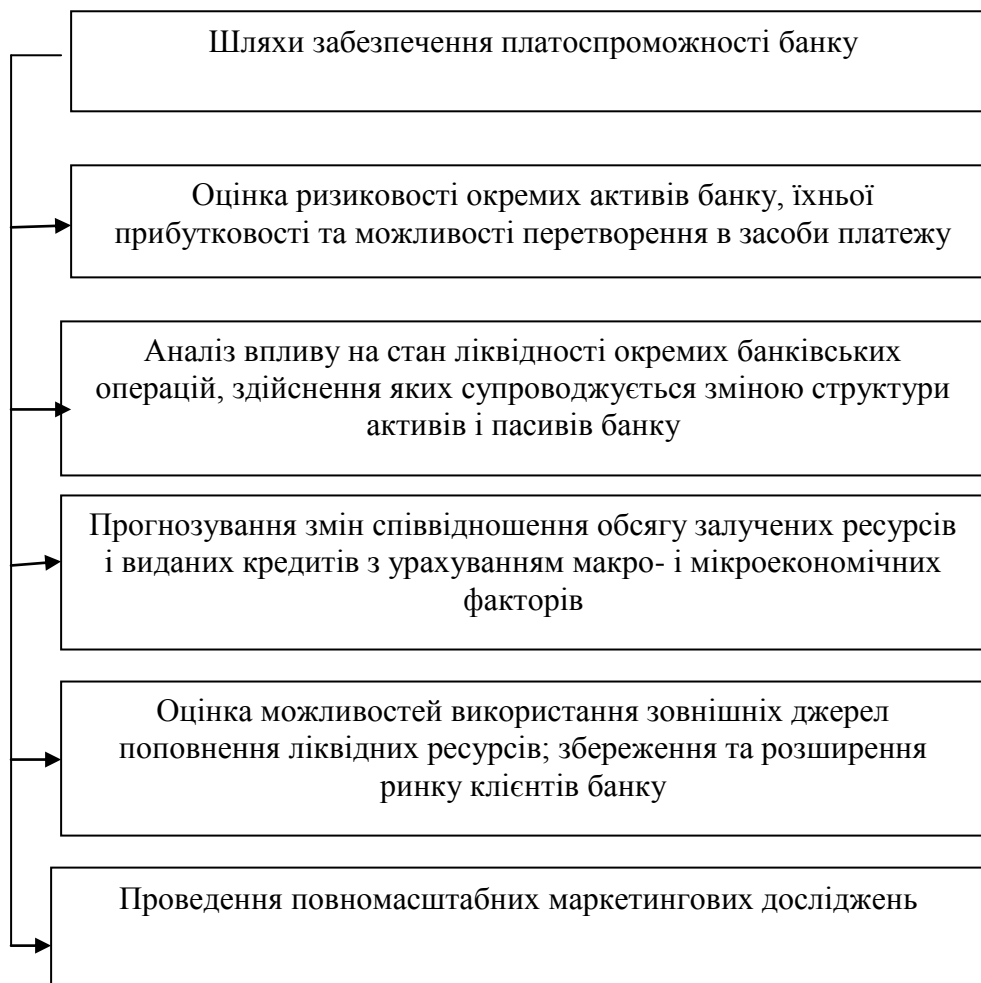 Шляхи забезпечення платоспроможності банку
Оцінка ризиковості окремих активів банку, їхньої
прибутковості та можливості перетворення в засоби платежу
Аналіз впливу на стан ліквідності окремих банківських
операцій, здійснення яких супроводжується зміною структури
активів і пасивів банку
Прогнозування змін співвідношення обсягу залучених ресурсів
і виданих кредитів з урахуванням макро- і мікроекономічних
факторів
Оцінка можливостей використання зовнішніх джерел
поповнення ліквідних ресурсів; збереження та розширення
ринку клієнтів банку
Проведення повномасштабних маркетингових досліджень